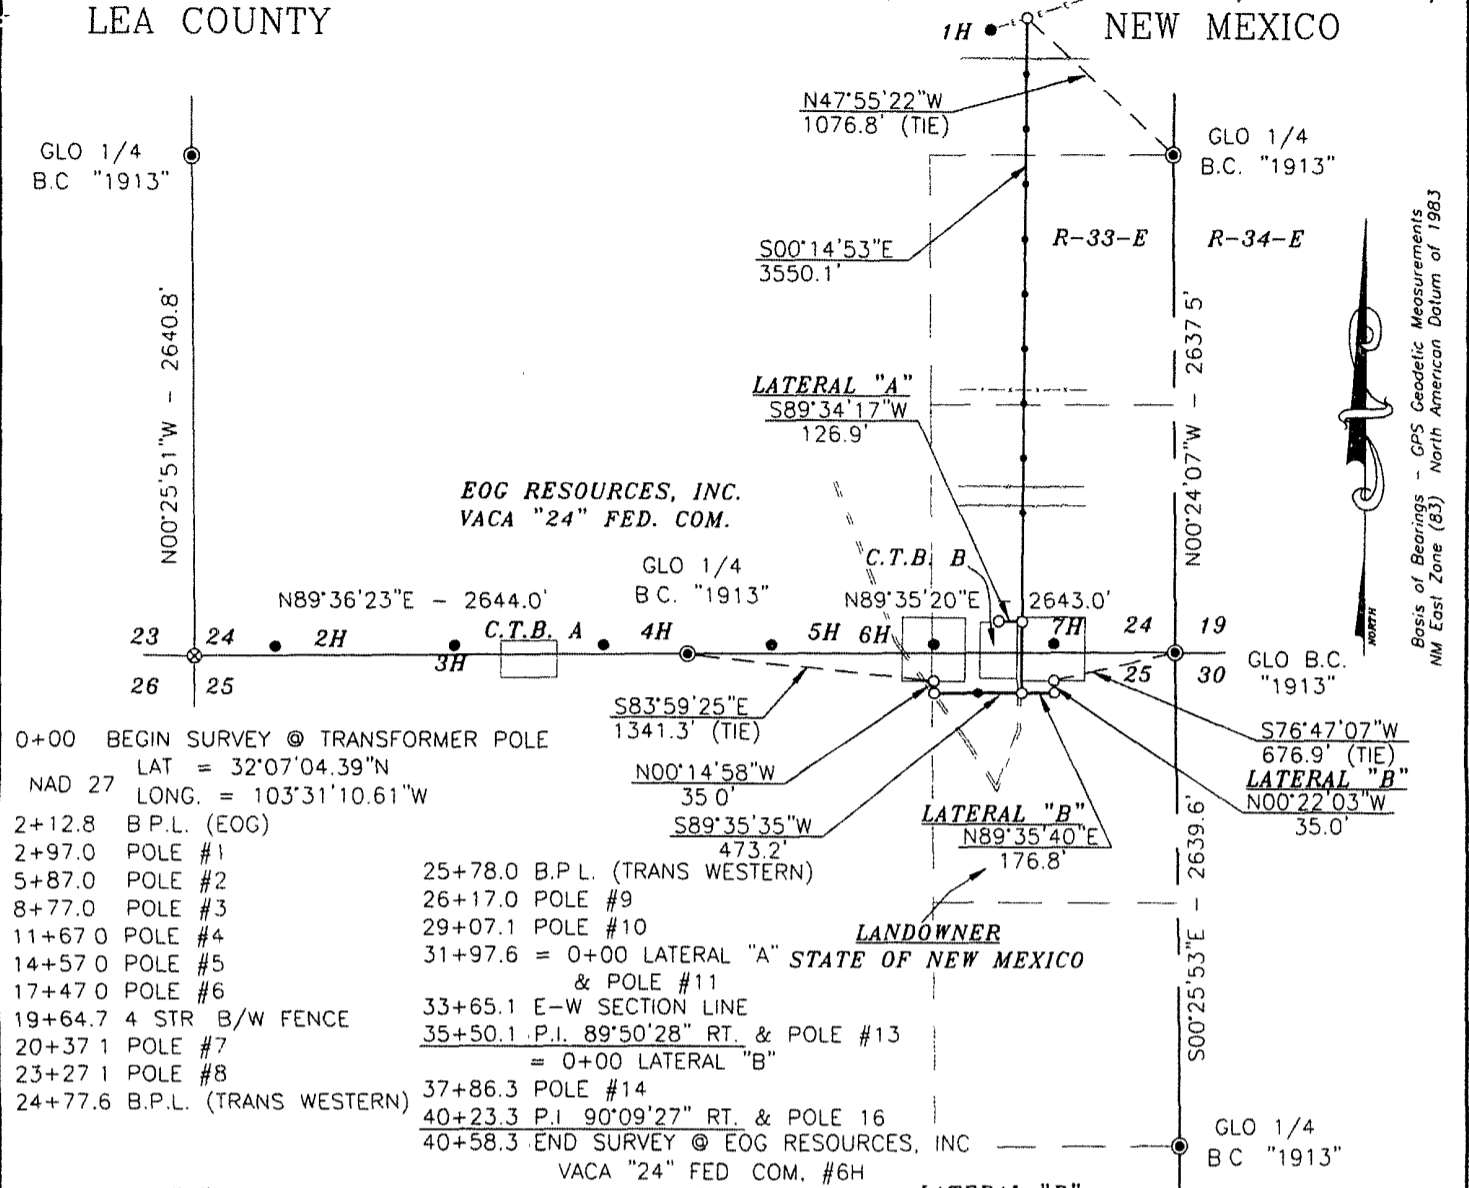 LEA COUNTY
NEW MEXICO
1H
N47°55'22"W
1076.8' (TIE)
GLO 1/4
B.C "1913"
GLO 1/4
B.C. "1913"
S00°14'53"E
3550.1'
R-33-E
R-34-E
N00°25'51"W - 2640.8'
N00°24'07"W - 2637 5'
Basis of Bearings - GPS Geodetic Measurements
NM East Zone (83) North American Datum of 1983
NORTH
LATERAL "A"
S89°34'17"W
126.9'
EOG RESOURCES, INC.
VACA "24" FED. COM.
GLO 1/4
B C. "1913"
C.T.B. B
N89°36'23"E - 2644.0'
N89°35'20"E - 2643.0'
23
24
2H
3H
C.T.B. A
4H
5H
6H
7H
24
19
26
25
25
30
GLO B.C.
"1913"
S83°59'25"E
1341.3' (TIE)
S76°47'07"W
676.9' (TIE)
N00°14'58"W
35 0'
LATERAL "B"
N00°22'03"W
35.0'
S89°35'35"W
473.2'
LATERAL "B"
N89°35'40"E
176.8'
S00°25'53"E - 2639.6'
LANDOWNER
STATE OF NEW MEXICO
0+00 BEGIN SURVEY @ TRANSFORMER POLE
NAD 27
LAT = 32°07'04.39"N
LONG. = 103°31'10.61"W
2+12.8 B P.L. (EOG)
2+97.0 POLE #1
5+87.0 POLE #2
8+77.0 POLE #3
11+67 0 POLE #4
14+57 0 POLE #5
17+47 0 POLE #6
19+64.7 4 STR B/W FENCE
20+37 1 POLE #7
23+27 1 POLE #8
24+77.6 B.P.L. (TRANS WESTERN)
25+78.0 B.P L. (TRANS WESTERN)
26+17.0 POLE #9
29+07.1 POLE #10
31+97.6 = 0+00 LATERAL "A"
& POLE #11
33+65.1 E-W SECTION LINE
35+50.1 P.I. 89°50'28" RT. & POLE #13
= 0+00 LATERAL "B"
37+86.3 POLE #14
40+23.3 P.I 90°09'27" RT. & POLE 16
40+58.3 END SURVEY @ EOG RESOURCES, INC
VACA "24" FED COM, #6H
GLO 1/4
B C "1913"